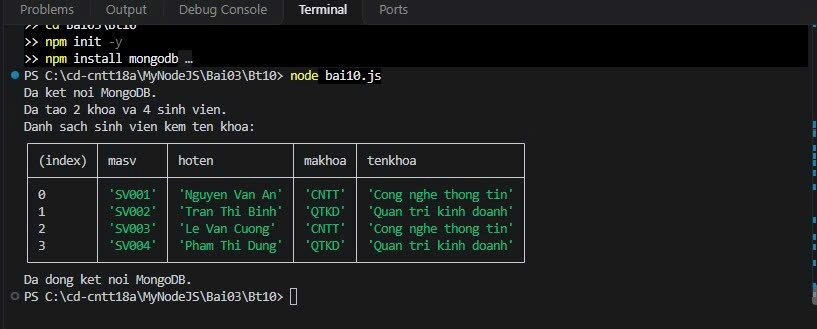 Problems Output Debug Console Terminal Ports
>> cd Bai03\Bt10
>> npm init -y
>> npm install mongodb …
PS C:\cd-cntt18a\MyNodeJS\Bai03\Bt10> node bai10.js
Da ket noi MongoDB.
Da tao 2 khoa va 4 sinh vien.
Danh sach sinh vien kem ten khoa:
(index) masv hoten makhoa tenkhoa
0 'SV001' 'Nguyen Van An' 'CNTT' 'Cong nghe thong tin'
1 'SV002' 'Tran Thi Binh' 'QTKD' 'Quan tri kinh doanh'
2 'SV003' 'Le Van Cuong' 'CNTT' 'Cong nghe thong tin'
3 'SV004' 'Pham Thi Dung' 'QTKD' 'Quan tri kinh doanh'
Da dong ket noi MongoDB.
PS C:\cd-cntt18a\MyNodeJS\Bai03\Bt10>